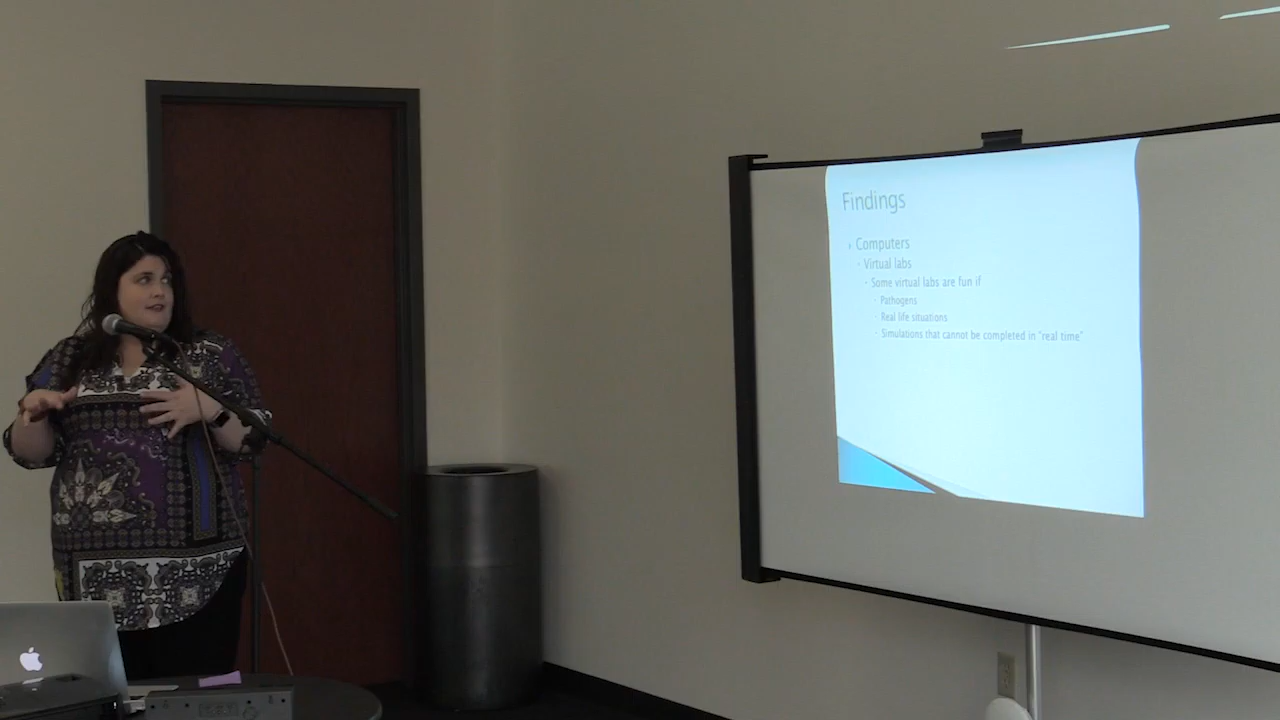 Findings
Computers
Virtual labs
Some virtual labs are fun if
Pathogens
Real life situations
Simulations that cannot be completed in "real time"